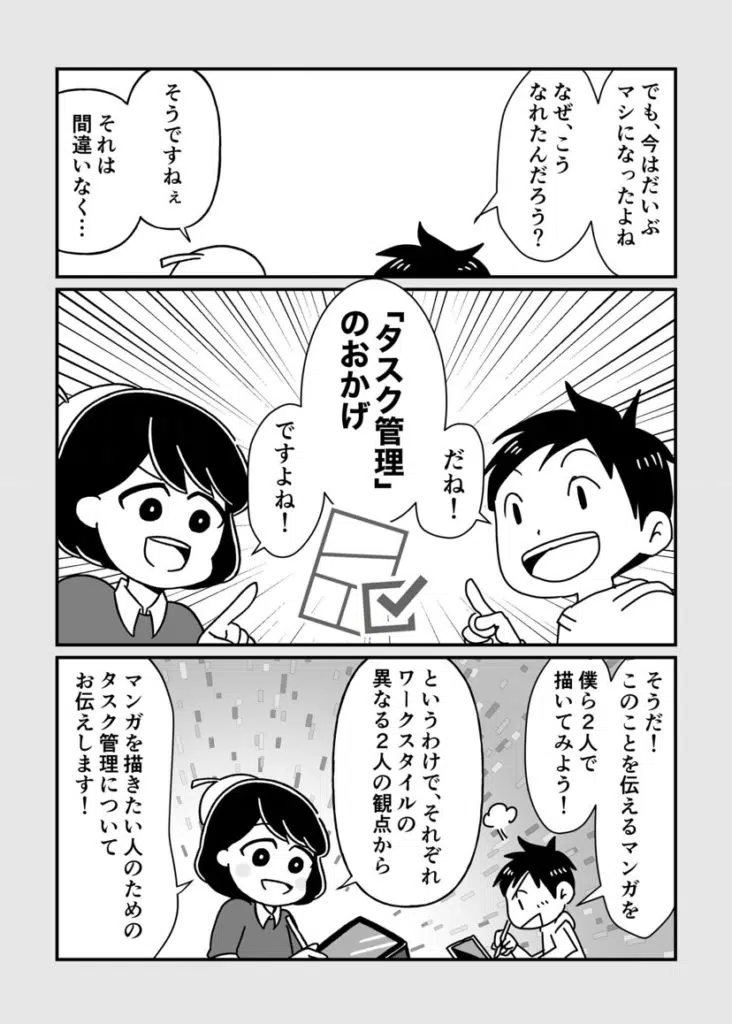 でも、今はだいぶ
マシになったよね
なぜ、こう
なれたんだろう？
そうですねぇ
それは
間違いなく…
「タスク管理」
のおかげ
だね！
ですよね！
そうだ！
このことを伝えるマンガを
僕ら２人で
描いてみよう！
というわけで、それぞれ
ワークスタイルの
異なる２人の観点から
マンガを描きたい人のための
タスク管理について
お伝えします！